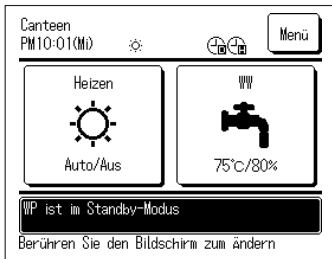 Canteen
PM10:01(Mi)
Menü
Heizen
WW
Auto/Aus
75°C/80%
WP ist im Standby-Modus
Berühren Sie den Bildschirm zum ändern